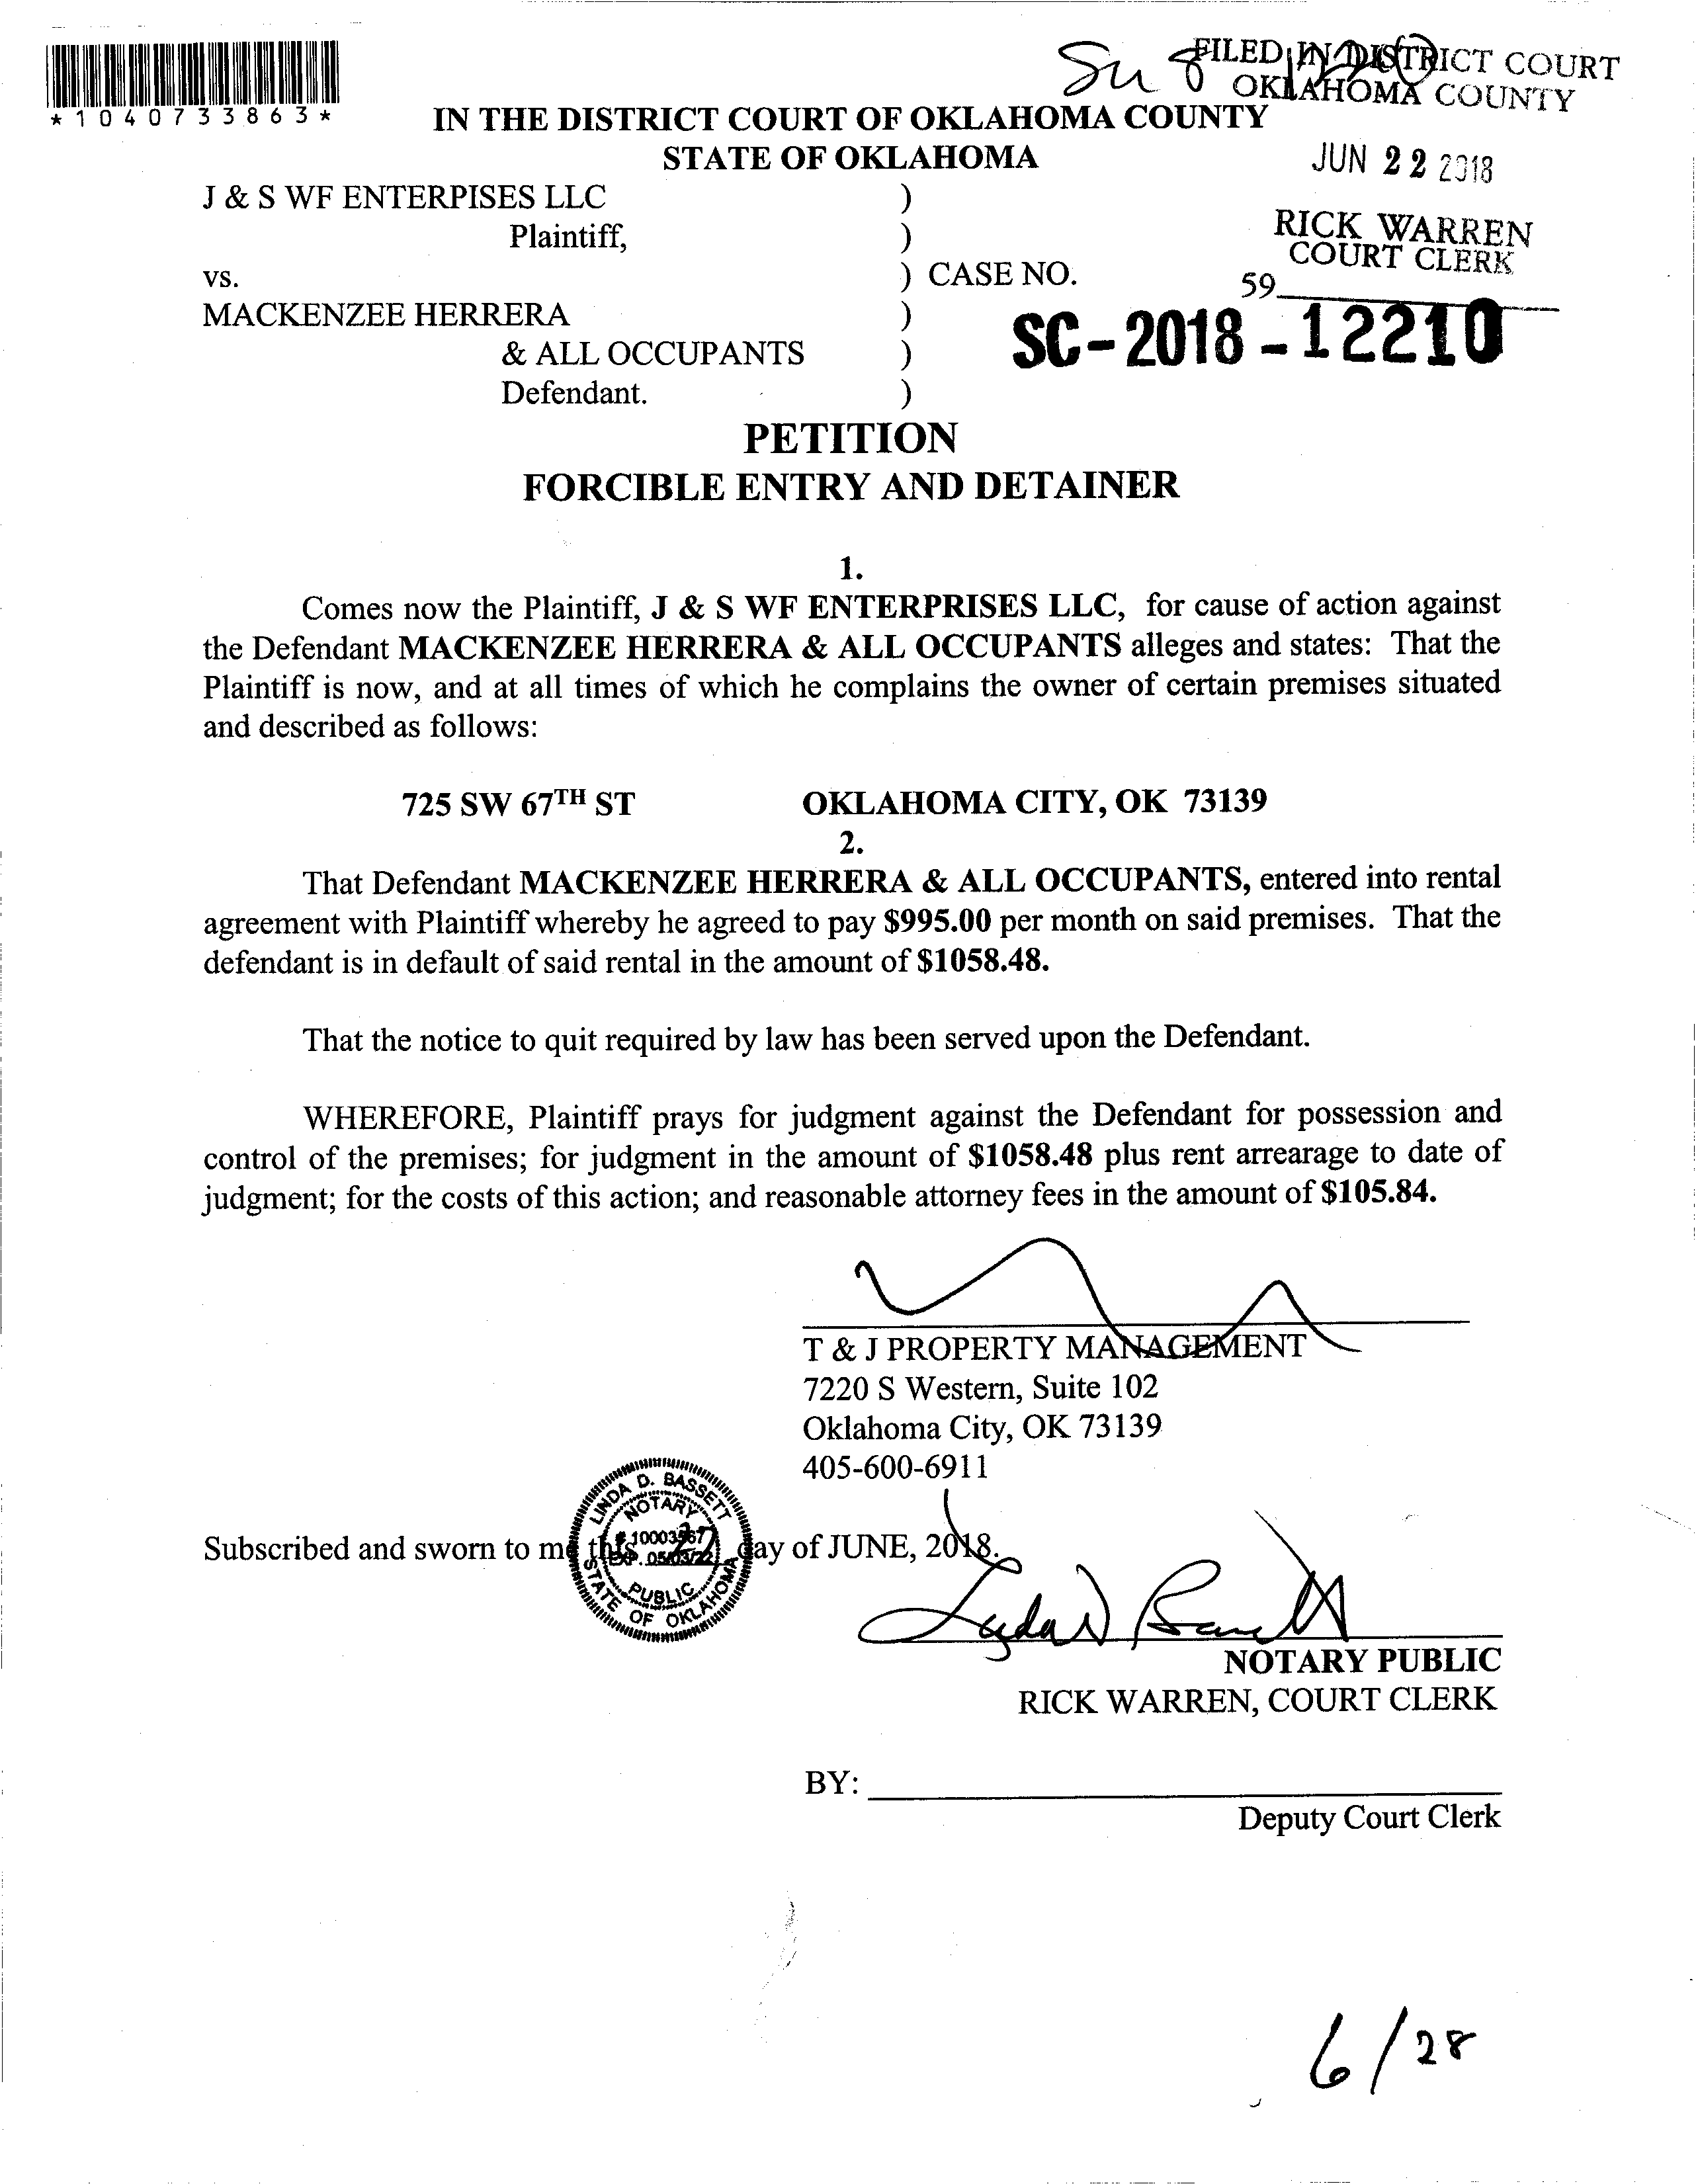 *1040733863*
FILED IN DISTRICT COURT
OKLAHOMA COUNTY
IN THE DISTRICT COURT OF OKLAHOMA COUNTY
STATE OF OKLAHOMA
JUN 22 2018
J & S WF ENTERPISES LLC )
Plaintiff, )
RICK WARREN
COURT CLERK
vs. ) CASE NO.
59
MACKENZEE HERRERA )
SC-2018-12210
& ALL OCCUPANTS )
Defendant. )
PETITION
FORCIBLE ENTRY AND DETAINER
1.
Comes now the Plaintiff, J & S WF ENTERPRISES LLC, for cause of action against
the Defendant MACKENZEE HERRERA & ALL OCCUPANTS alleges and states: That the
Plaintiff is now, and at all times of which he complains the owner of certain premises situated
and described as follows:
725 SW 67TH ST OKLAHOMA CITY, OK 73139
2.
That Defendant MACKENZEE HERRERA & ALL OCCUPANTS, entered into rental
agreement with Plaintiff whereby he agreed to pay $995.00 per month on said premises. That the
defendant is in default of said rental in the amount of $1058.48.
That the notice to quit required by law has been served upon the Defendant.
WHEREFORE, Plaintiff prays for judgment against the Defendant for possession and
control of the premises; for judgment in the amount of $1058.48 plus rent arrearage to date of
judgment; for the costs of this action; and reasonable attorney fees in the amount of $105.84.
T & J PROPERTY MANAGEMENT
7220 S Western, Suite 102
Oklahoma City, OK 73139
405-600-6911
LINDA D. BASSETT
NOTARY
# 10003567
EXP. 05/03/22
PUBLIC
STATE OF OKLAHOMA
Subscribed and sworn to me this 22 day of JUNE, 2018.
Linda D Bassett
NOTARY PUBLIC
RICK WARREN, COURT CLERK
BY:
Deputy Court Clerk
6/28